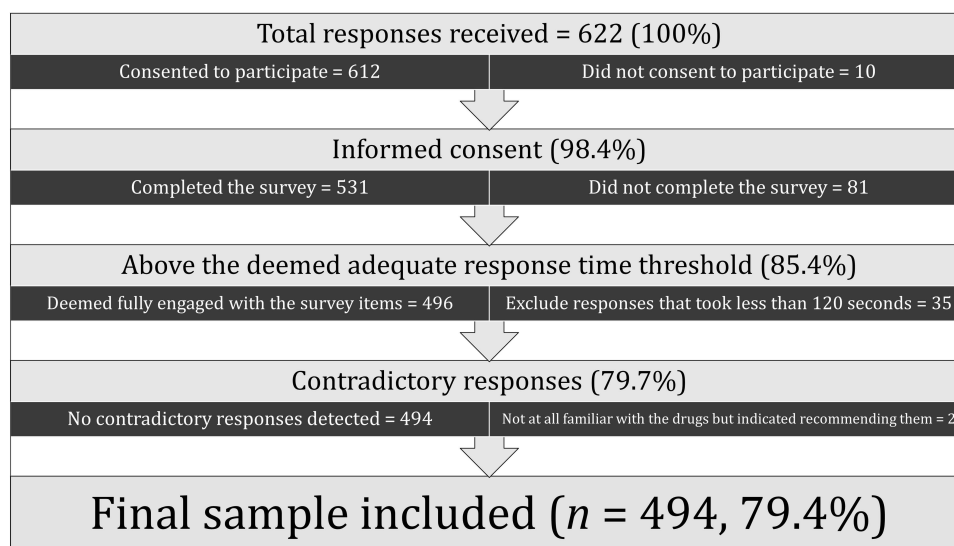 Total responses received = 622 (100%)
Consented to participate = 612
Did not consent to participate = 10
Informed consent (98.4%)
Completed the survey = 531
Did not complete the survey = 81
Above the deemed adequate response time threshold (85.4%)
Deemed fully engaged with the survey items = 496
Exclude responses that took less than 120 seconds = 35
Contradictory responses (79.7%)
No contradictory responses detected = 494
Not at all familiar with the drugs but indicated recommending them = 2
Final sample included (n = 494, 79.4%)